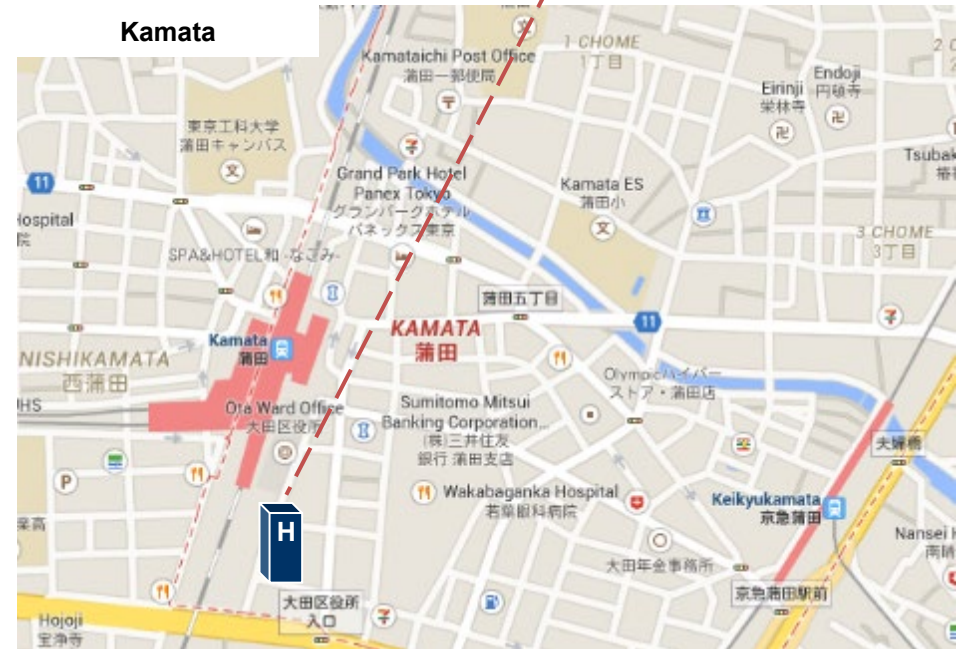 Kamata
1 CHOME
1丁目
Kamataichi Post Office
蒲田一郵便局
Endoji
円頓寺
Eirinji
栄林寺
東京工科大学
蒲田キャンパス
Grand Park Hotel
Panex Tokyo
グランパークホテル
パネックス東京
Kamata ES
蒲田小
11
3 CHOME
3丁目
SPA&HOTEL和 -なごみ-
蒲田五丁目
11
Kamata
蒲田
KAMATA
蒲田
NISHIKAMATA
西蒲田
Olympicハイパー
ストア・蒲田店
Ota Ward Office
大田区役所
Sumitomo Mitsui
Banking Corporation...
(株)三井住友
銀行 蒲田支店
夫婦橋
P
Wakabaganka Hospital
若葉眼科病院
Keikyukamata
京急蒲田
H
大田年金事務所
Nansei
大田区役所
入口
京急蒲田駅前
Hojoji
宝浄寺